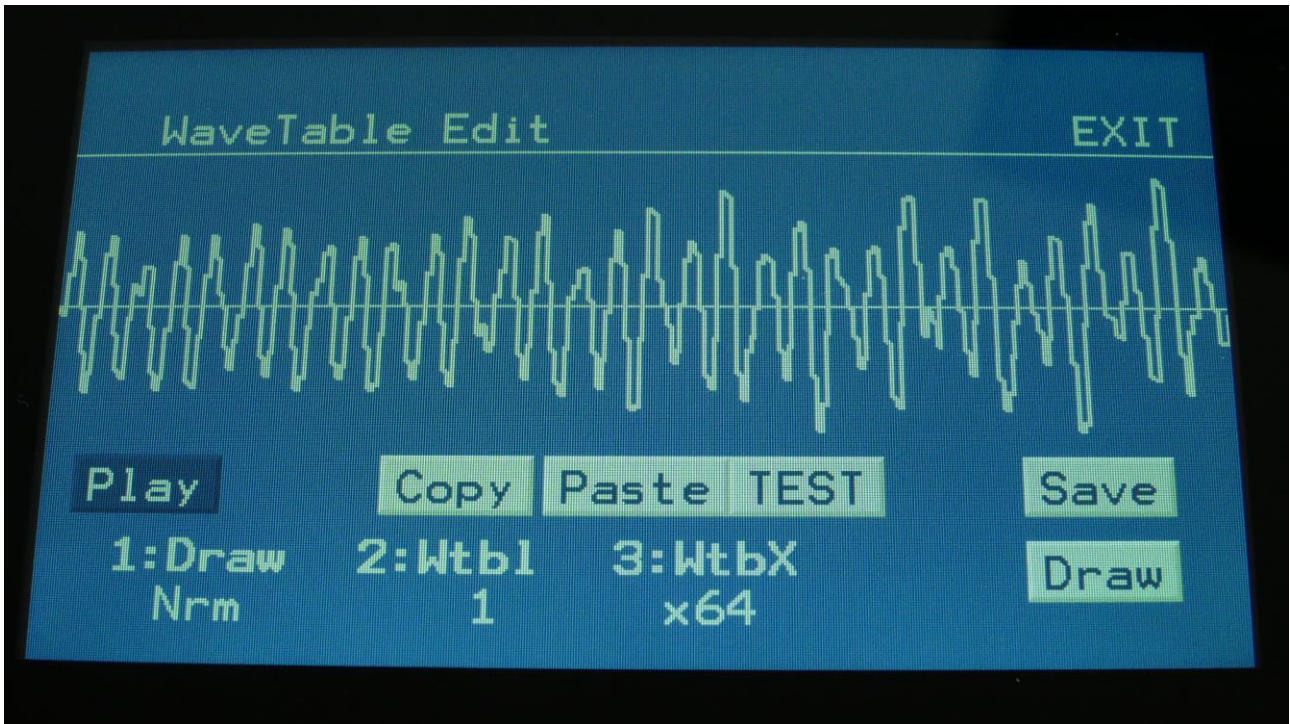 WaveTable Edit EXIT
Play Copy Paste TEST Save
1:Draw 2:Wtbl 3:WtbX Draw
Nrm 1 x64